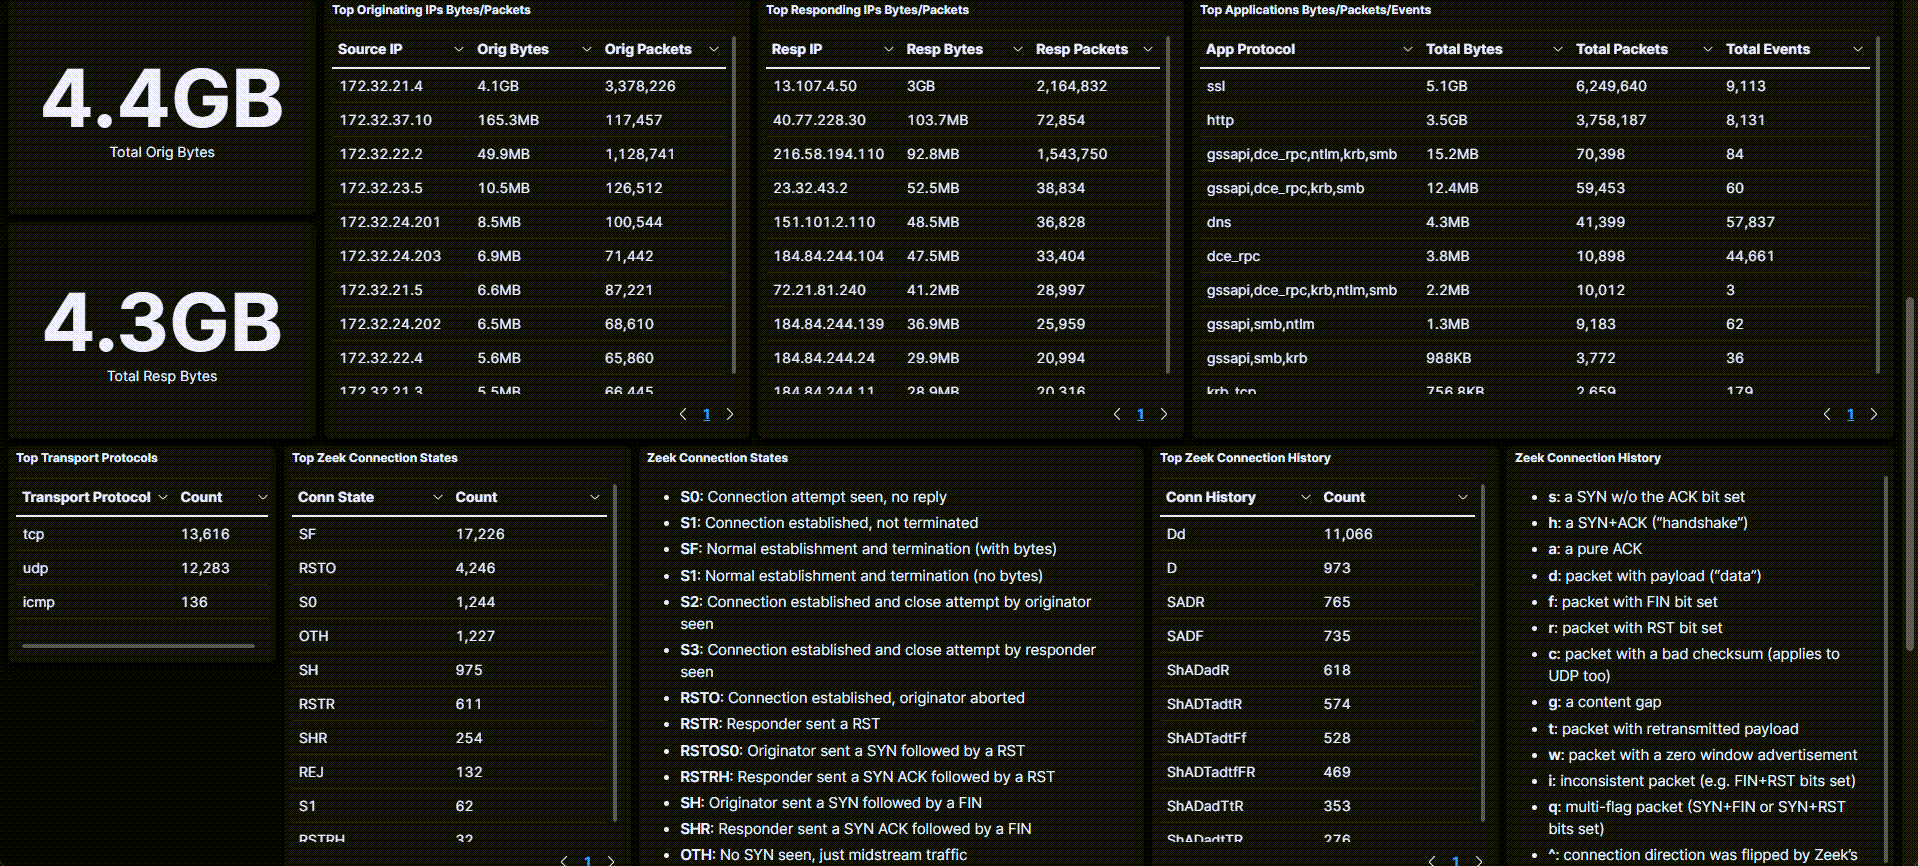 4.4GB
Total Orig Bytes
4.3GB
Total Resp Bytes
Top Originating IPs Bytes/Packets
Source IP Orig Bytes Orig Packets
172.32.21.4 4.1GB 3,378,226
172.32.37.10 165.3MB 117,457
172.32.22.2 49.9MB 1,128,741
172.32.23.5 10.5MB 126,512
172.32.24.201 8.5MB 100,544
172.32.24.203 6.9MB 71,442
172.32.21.5 6.6MB 87,221
172.32.24.202 6.5MB 68,610
172.32.22.4 5.6MB 65,860
172.32.21.3 5.5MB 66,445
1
Top Responding IPs Bytes/Packets
Resp IP Resp Bytes Resp Packets
13.107.4.50 3GB 2,164,832
40.77.228.30 103.7MB 72,854
216.58.194.110 92.8MB 1,543,750
23.32.43.2 52.5MB 38,834
151.101.2.110 48.5MB 36,828
184.84.244.104 47.5MB 33,404
72.21.81.240 41.2MB 28,997
184.84.244.139 36.9MB 25,959
184.84.244.24 29.9MB 20,994
184.84.244.11 28.9MB 20,316
1
Top Applications Bytes/Packets/Events
App Protocol Total Bytes Total Packets Total Events
ssl 5.1GB 6,249,640 9,113
http 3.5GB 3,758,187 8,131
gssapi,dce_rpc,ntlm,krb,smb 15.2MB 70,398 84
gssapi,dce_rpc,krb,smb 12.4MB 59,453 60
dns 4.3MB 41,399 57,837
dce_rpc 3.8MB 10,898 44,661
gssapi,dce_rpc,krb,ntlm,smb 2.2MB 10,012 3
gssapi,smb,ntlm 1.3MB 9,183 62
gssapi,smb,krb 988KB 3,772 36
krb_tcp 756.8KB 2,659 179
1
Top Transport Protocols
Transport Protocol Count
tcp 13,616
udp 12,283
icmp 136
Top Zeek Connection States
Conn State Count
SF 17,226
RSTO 4,246
S0 1,244
OTH 1,227
SH 975
RSTR 611
SHR 254
REJ 132
S1 62
RSTRH 32
1
Zeek Connection States
• S0: Connection attempt seen, no reply
• S1: Connection established, not terminated
• SF: Normal establishment and termination (with bytes)
• S1: Normal establishment and termination (no bytes)
• S2: Connection established and close attempt by originator
seen
• S3: Connection established and close attempt by responder
seen
• RSTO: Connection established, originator aborted
• RSTR: Responder sent a RST
• RSTOS0: Originator sent a SYN followed by a RST
• RSTRH: Responder sent a SYN ACK followed by a RST
• SH: Originator sent a SYN followed by a FIN
• SHR: Responder sent a SYN ACK followed by a FIN
• OTH: No SYN seen, just midstream traffic
Top Zeek Connection History
Conn History Count
Dd 11,066
D 973
SADR 765
SADF 735
ShADadR 618
ShADTadtR 574
ShADTadtFf 528
ShADTadtfFR 469
ShADadTtR 353
ShADadtTR 276
1
Zeek Connection History
• s: a SYN w/o the ACK bit set
• h: a SYN+ACK (“handshake”)
• a: a pure ACK
• d: packet with payload (“data”)
• f: packet with FIN bit set
• r: packet with RST bit set
• c: packet with a bad checksum (applies to
UDP too)
• g: a content gap
• t: packet with retransmitted payload
• w: packet with a zero window advertisement
• i: inconsistent packet (e.g. FIN+RST bits set)
• q: multi-flag packet (SYN+FIN or SYN+RST
bits set)
• ^: connection direction was flipped by Zeek’s